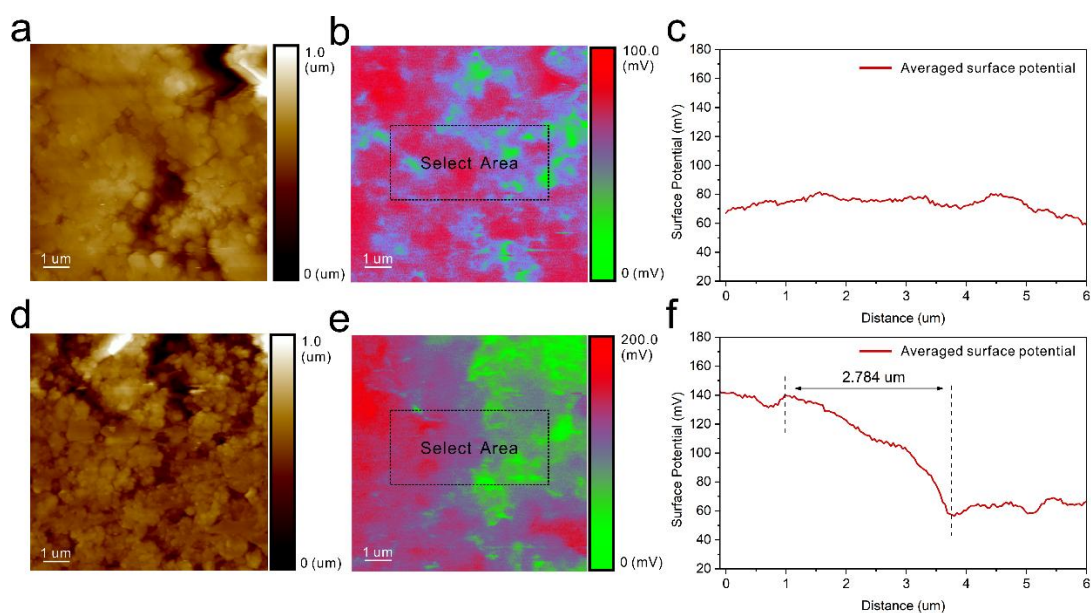 a
1.0
(um)
0 (um)
1 um
b
100.0
(mV)
0 (mV)
Select Area
1 um
c
180
160
140
120
100
80
60
40
20
Surface Potential (mV)
Averaged surface potential
0 1 2 3 4 5 6
Distance (um)
d
1.0
(um)
0 (um)
1 um
e
200.0
(mV)
0 (mV)
Select Area
1 um
f
180
160
140
120
100
80
60
40
20
Surface Potential (mV)
Averaged surface potential
2.784 um
0 1 2 3 4 5 6
Distance (um)